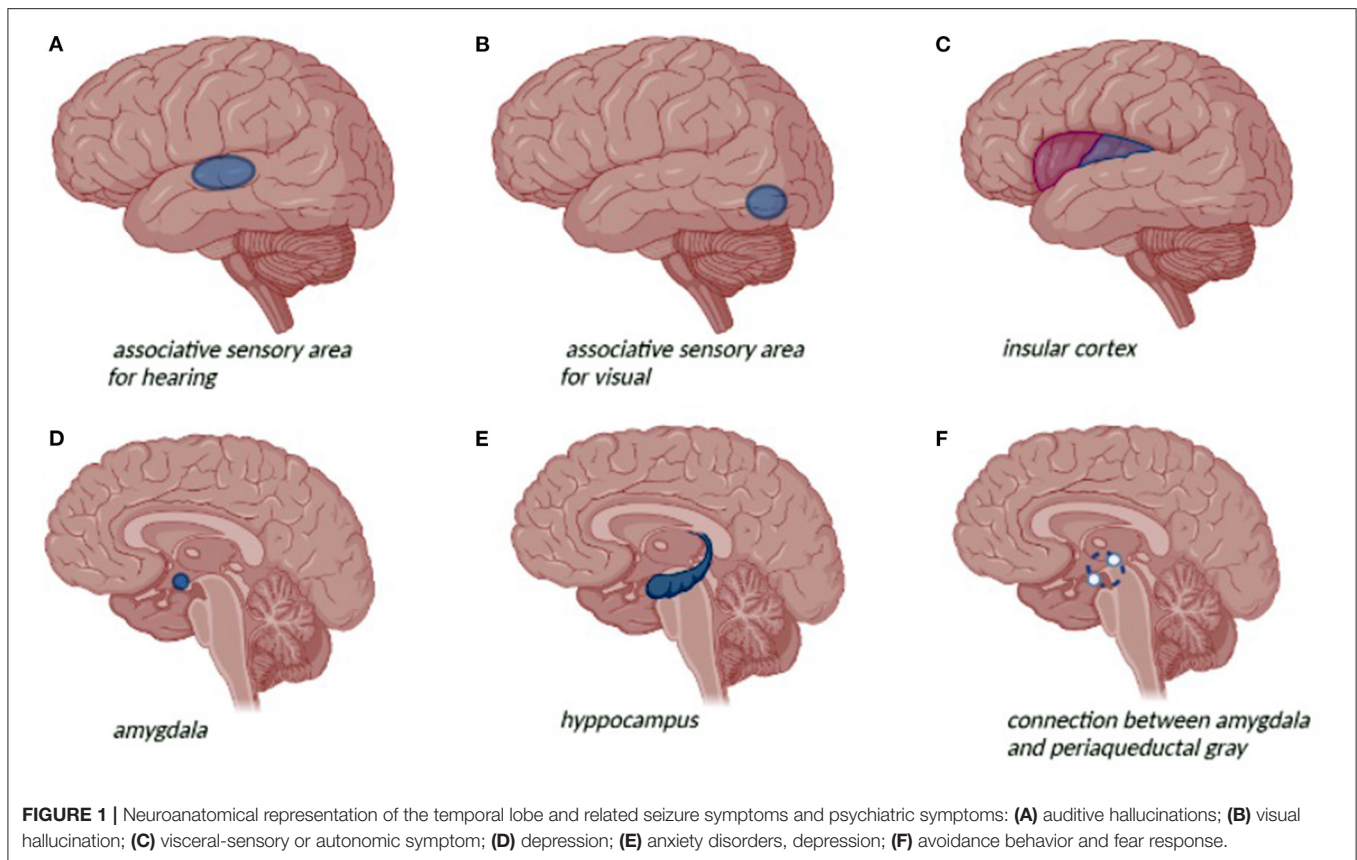 A
B
C
associative sensory area
for hearing
associative sensory area
for visual
insular cortex
D
E
F
amygdala
hyppocampus
connection between amygdala
and periaqueductal gray
FIGURE 1 | Neuroanatomical representation of the temporal lobe and related seizure symptoms and psychiatric symptoms: (A) auditive hallucinations; (B) visual
hallucination; (C) visceral-sensory or autonomic symptom; (D) depression; (E) anxiety disorders, depression; (F) avoidance behavior and fear response.